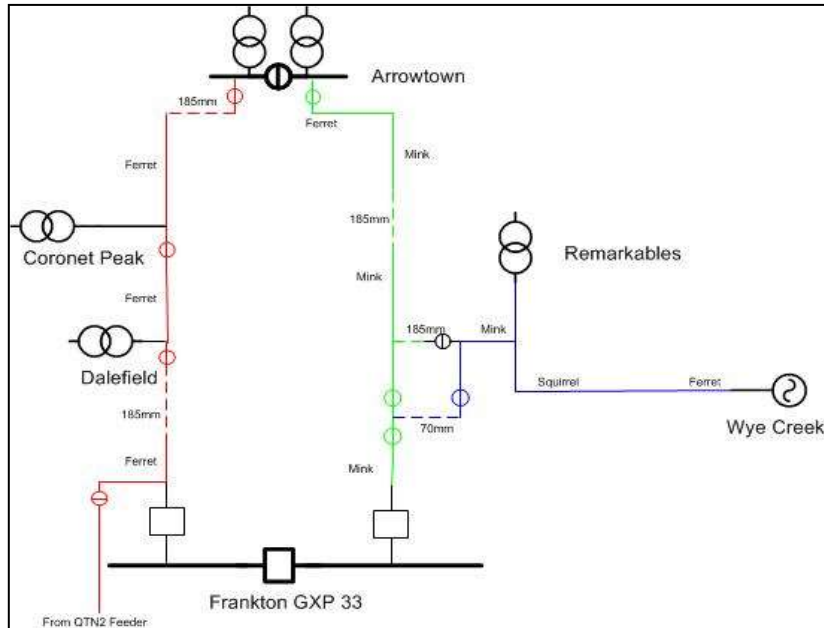 Arrowtown
185mm
Ferret
Ferret
Mink
185mm
Coronet Peak
Remarkables
Ferret
Mink
185mm
Mink
Dalefield
Squirrel
Ferret
185mm
70mm
Wye Creek
Ferret
Mink
Frankton GXP 33
From QTN2 Feeder